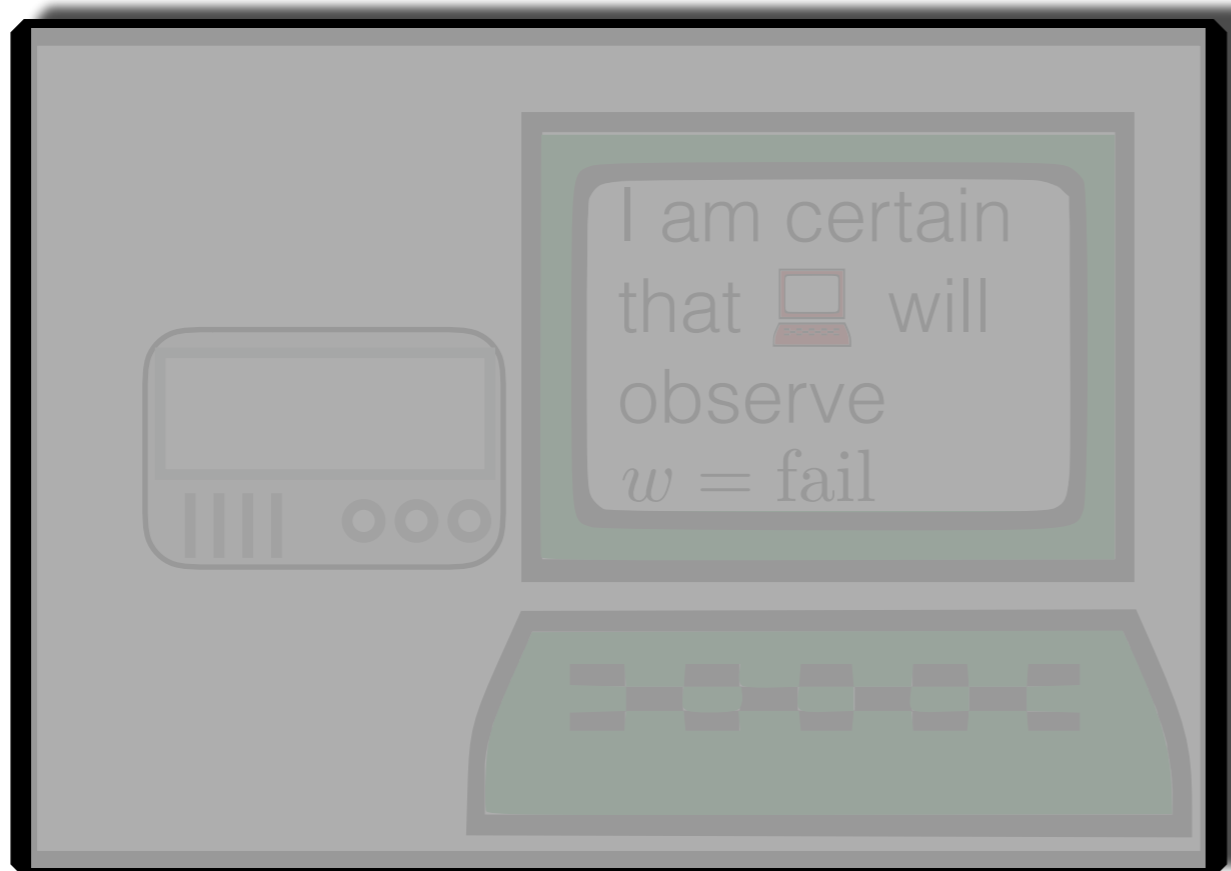 I am certain
that will
observe
w = fail